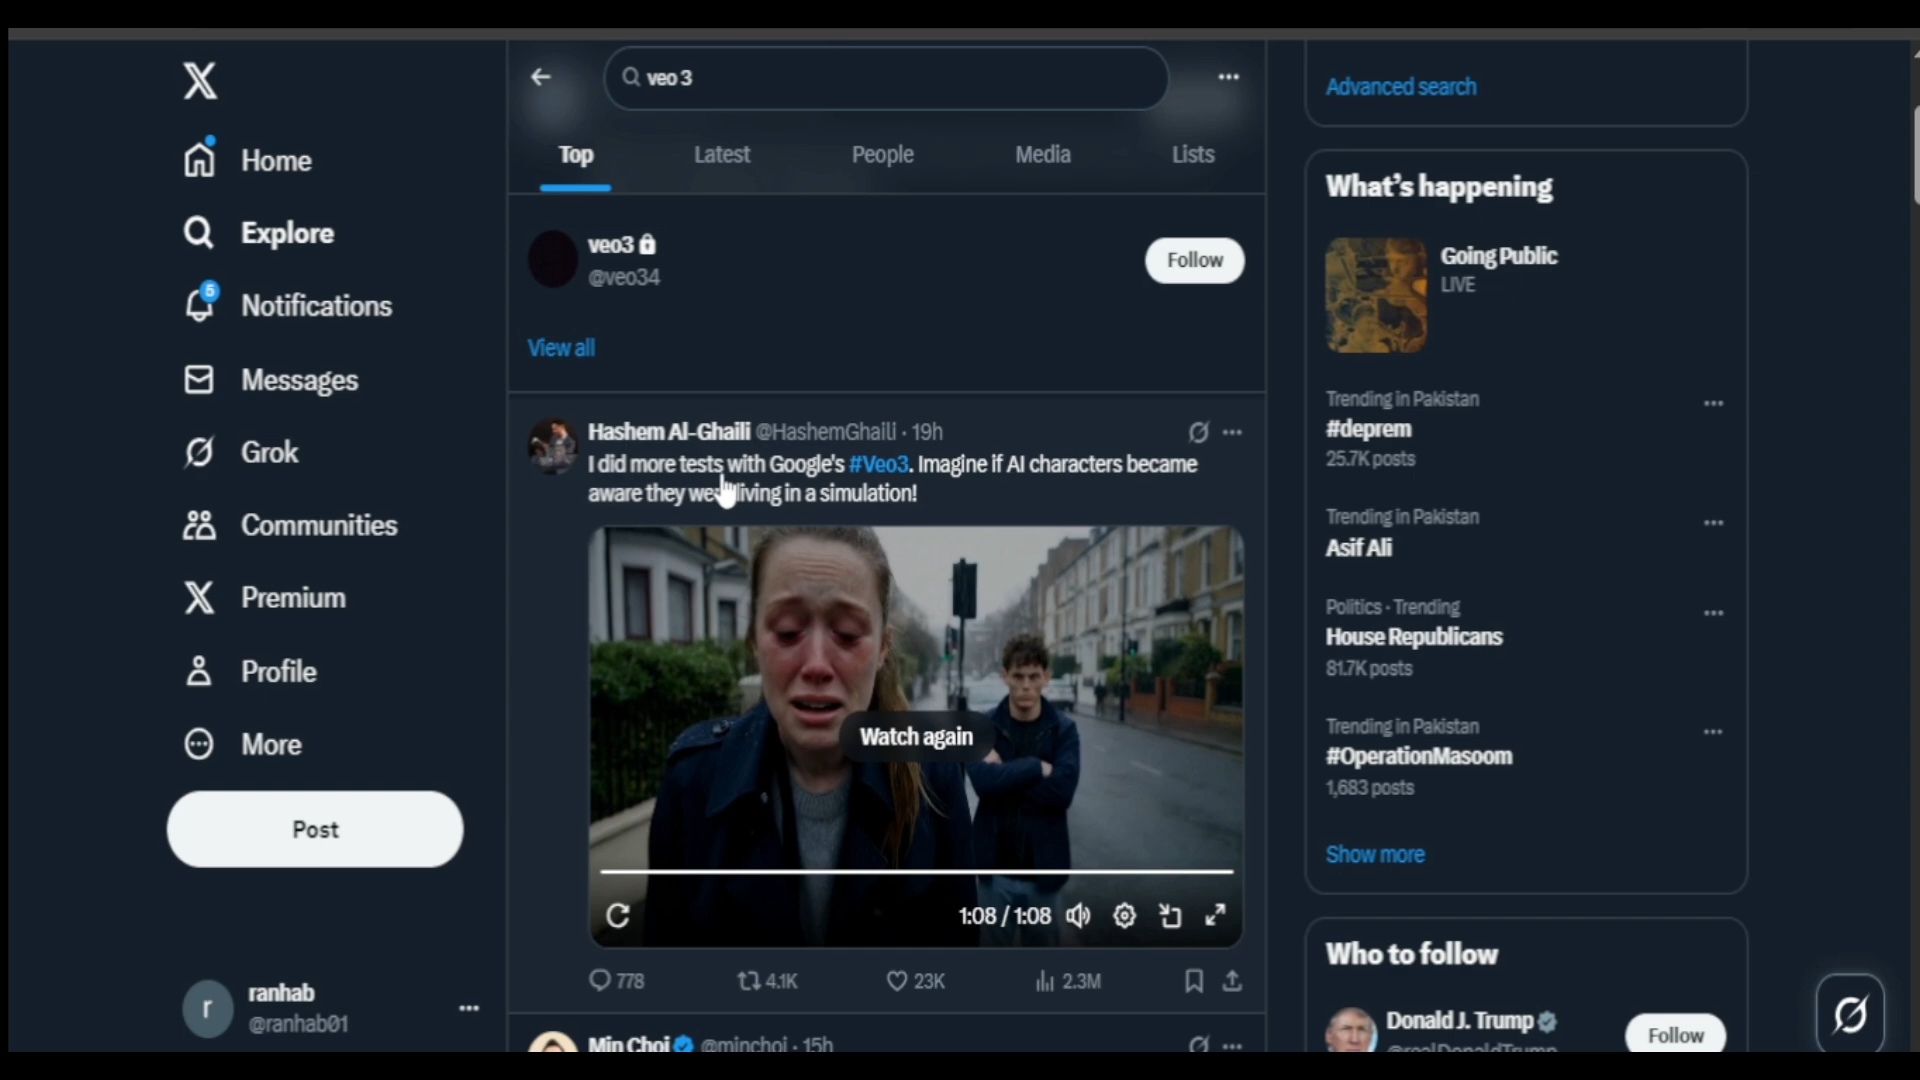 Home
Explore
5
Notifications
Messages
Grok
Communities
Premium
Profile
More
Post
r
ranhab
@ranhab01
veo 3
Top
Latest
People
Media
Lists
veo3
@veo34
Follow
View all
Hashem Al-Ghaili @HashemGhaili · 19h
I did more tests with Google's #Veo3. Imagine if AI characters became
aware they were living in a simulation!
Watch again
1:08 / 1:08
778
4.1K
23K
2.3M
Min Choi @minchoi · 15h
Advanced search
What's happening
Going Public
LIVE
Trending in Pakistan
#deprem
25.7K posts
Trending in Pakistan
Asif Ali
Politics · Trending
House Republicans
81.7K posts
Trending in Pakistan
#OperationMasoom
1,683 posts
Show more
Who to follow
Donald J. Trump
@realDonaldTrump
Follow